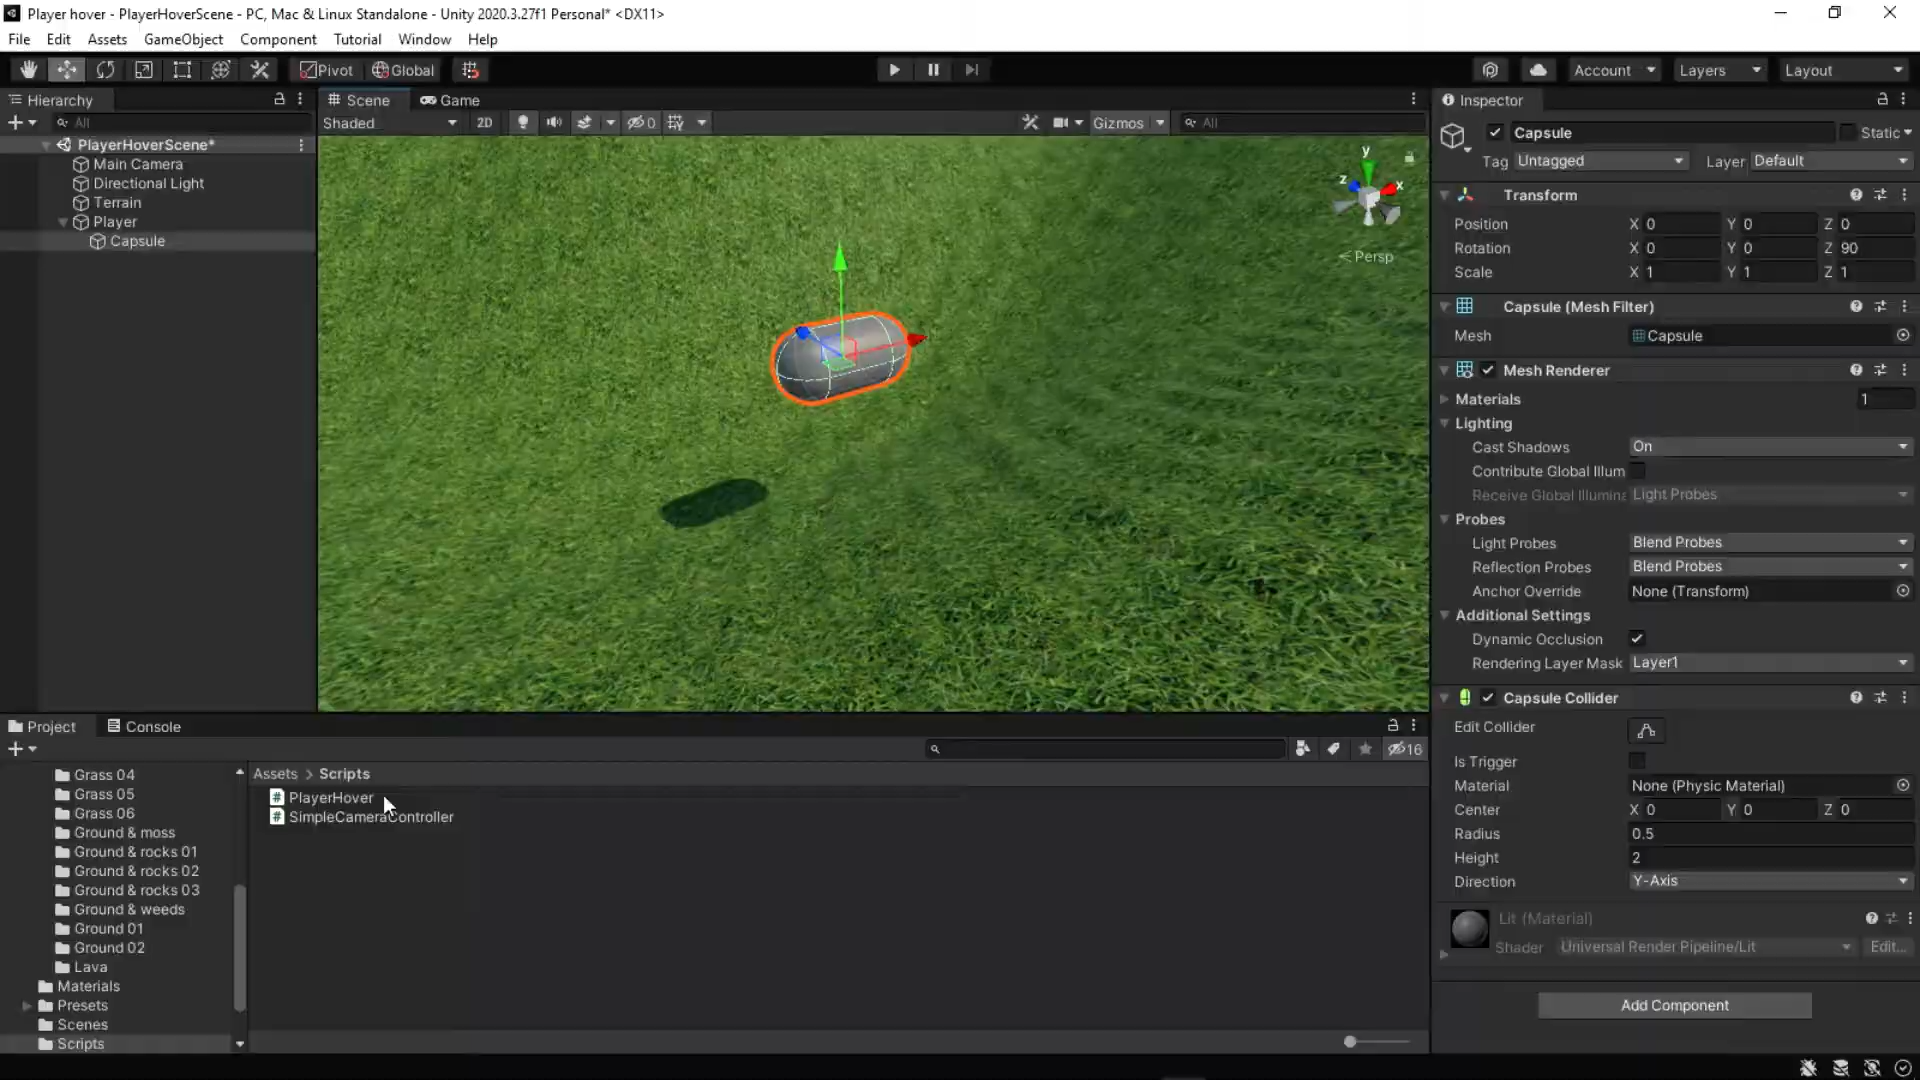 Player hover - PlayerHoverScene - PC, Mac & Linux Standalone - Unity 2020.3.27f1 Personal* <DX11>
File Edit Assets GameObject Component Tutorial Window Help
Pivot Global Account Layers Layout
Hierarchy
All
PlayerHoverScene*
Main Camera
Directional Light
Terrain
Player
Capsule
Scene Game
Shaded 2D 0 Gizmos All
y
z x
< Persp
Inspector
Capsule Static
Tag Untagged Layer Default
Transform
Position X 0 Y 0 Z 0
Rotation X 0 Y 0 Z 90
Scale X 1 Y 1 Z 1
Capsule (Mesh Filter)
Mesh Capsule
Mesh Renderer
Materials 1
Lighting
Cast Shadows On
Contribute Global Illum
Receive Global Illumina Light Probes
Probes
Light Probes Blend Probes
Reflection Probes Blend Probes
Anchor Override None (Transform)
Additional Settings
Dynamic Occlusion
Rendering Layer Mask Layer1
Capsule Collider
Edit Collider
Is Trigger
Material None (Physic Material)
Center X 0 Y 0 Z 0
Radius 0.5
Height 2
Direction Y-Axis
Lit (Material)
Shader Universal Render Pipeline/Lit Edit...
Add Component
Project Console
16
Grass 04
Grass 05
Grass 06
Ground & moss
Ground & rocks 01
Ground & rocks 02
Ground & rocks 03
Ground & weeds
Ground 01
Ground 02
Lava
Materials
Presets
Scenes
Scripts
Assets > Scripts
PlayerHover
SimpleCameraController